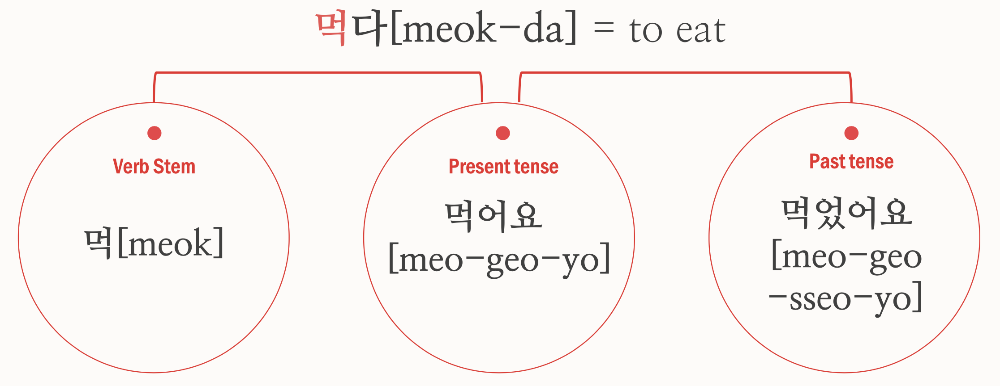 먹다[meok-da] = to eat
Verb Stem
먹[meok]
Present tense
먹어요
[meo-geo-yo]
Past tense
먹었어요
[meo-geo
-sseo-yo]